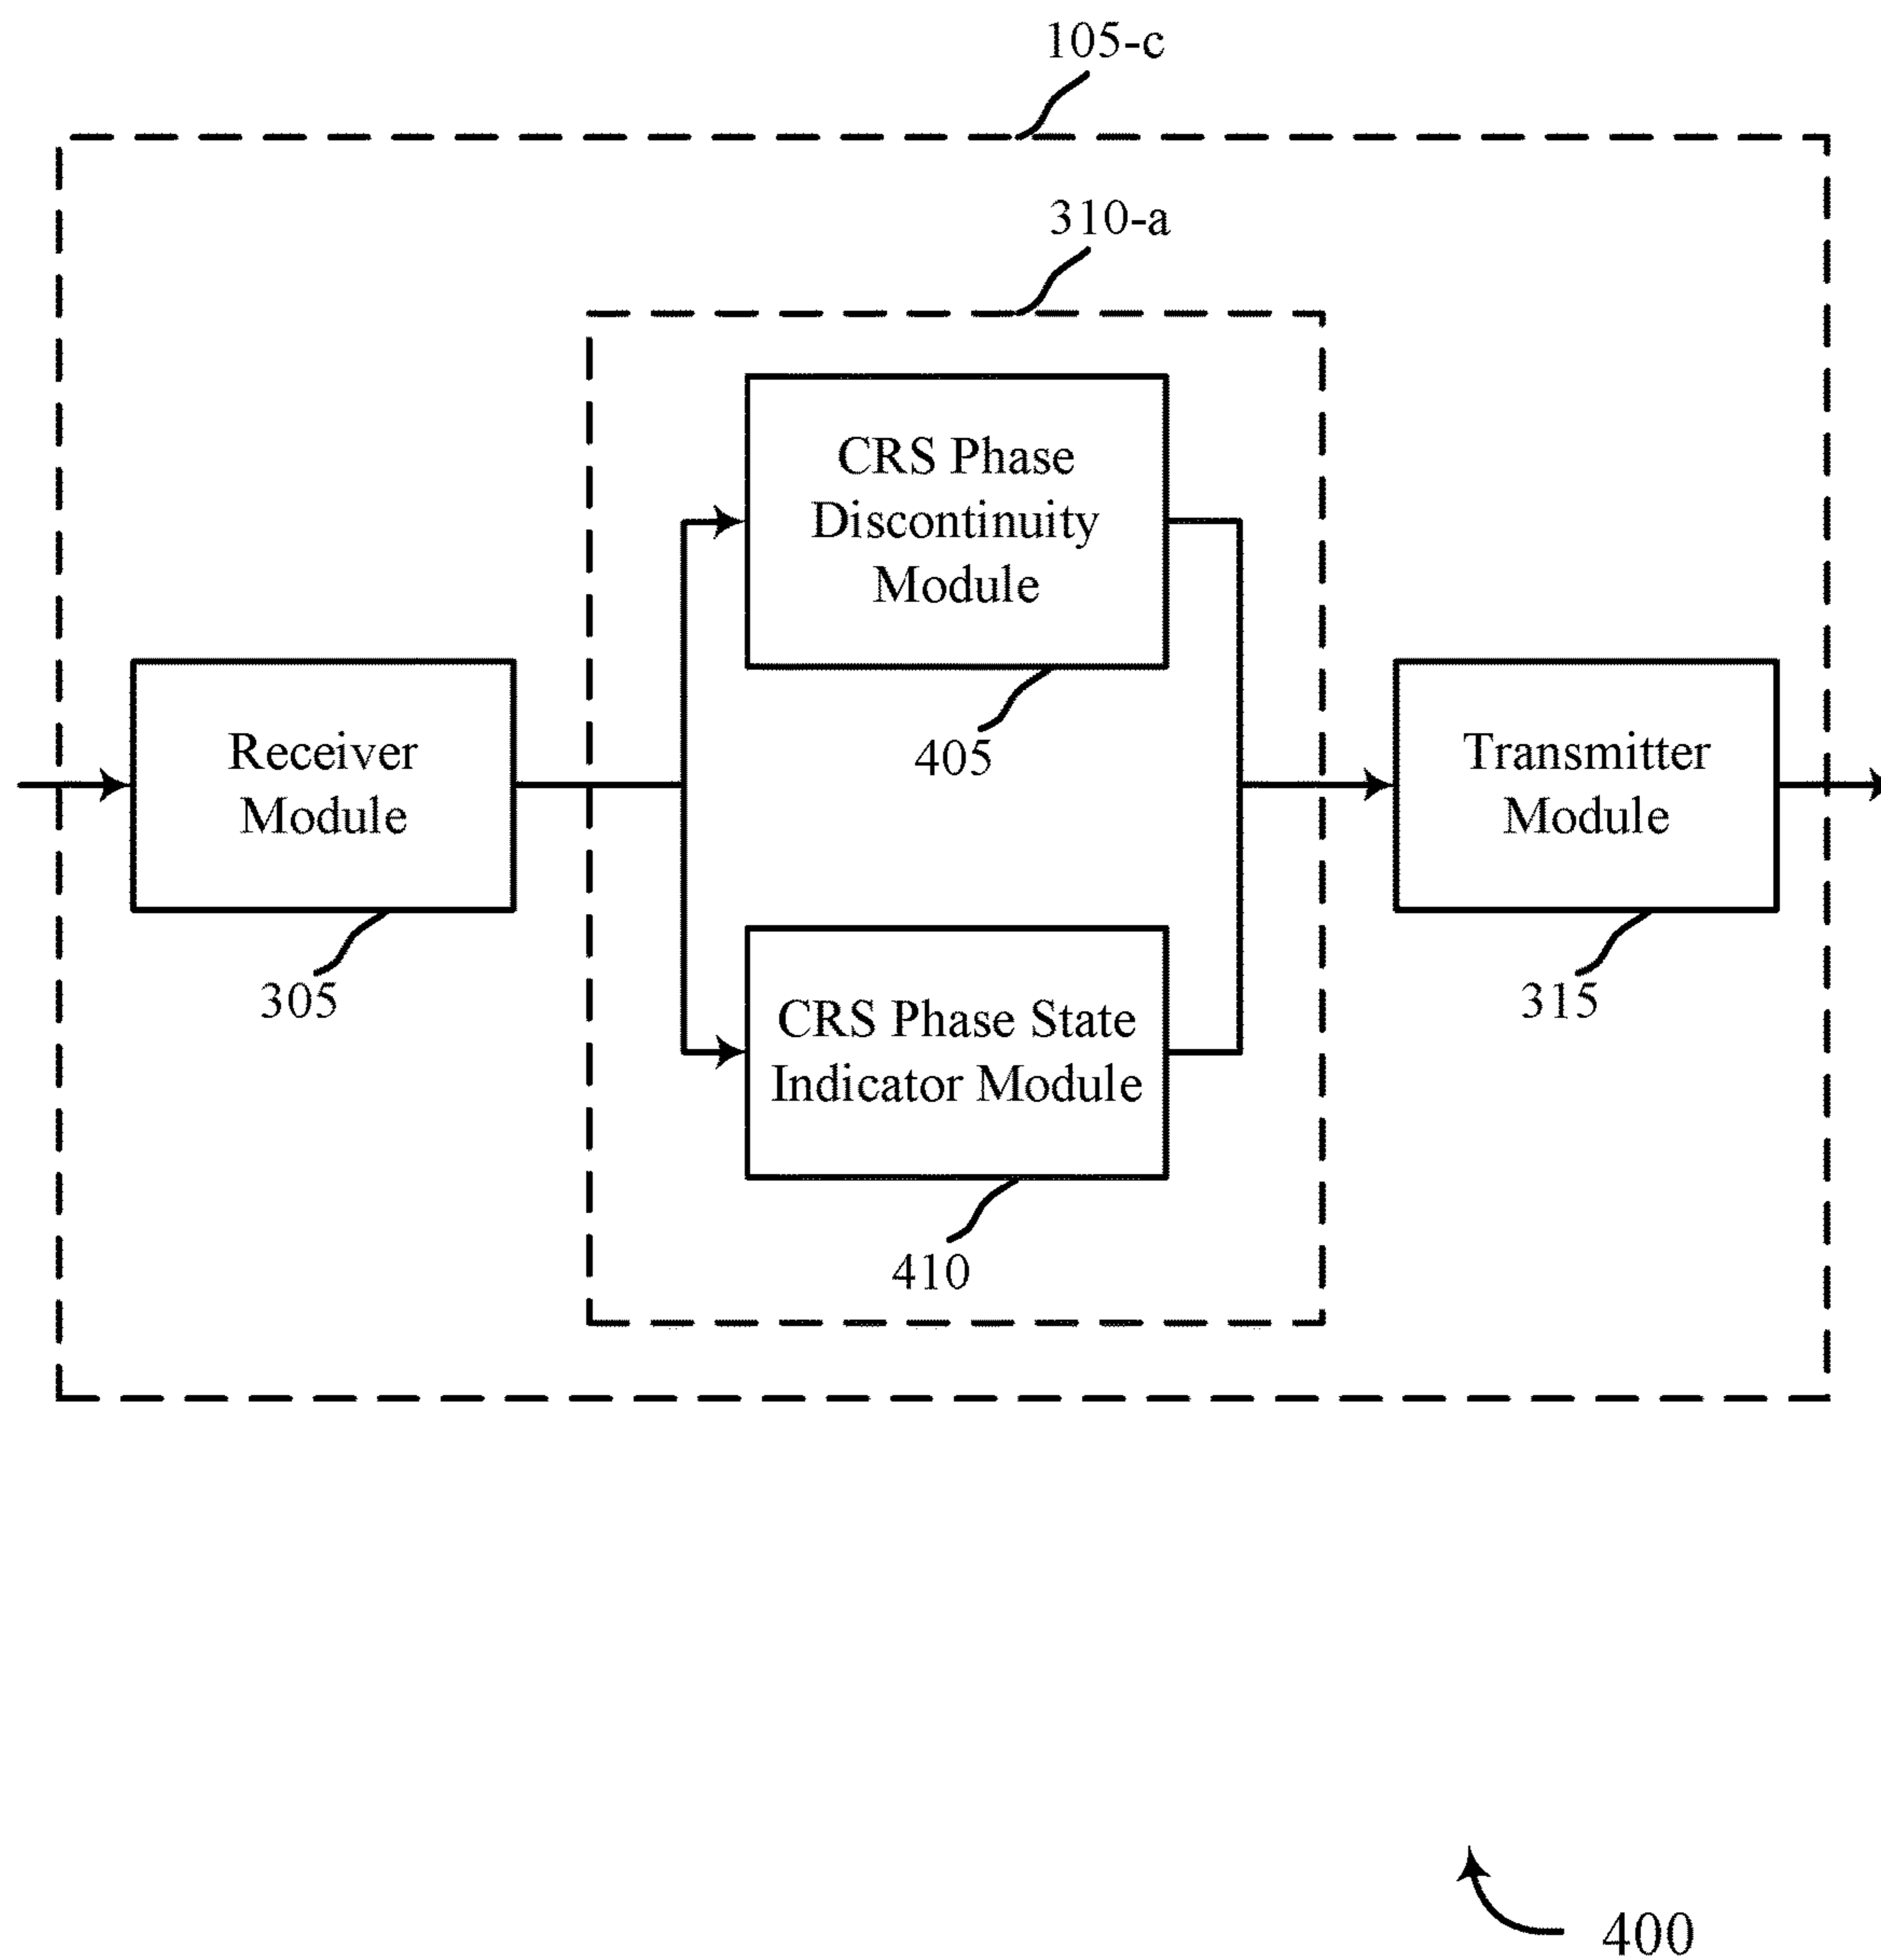 105-c
310-a
CRS Phase
Discontinuity
Module
405
Receiver
Module
305
Transmitter
Module
315
CRS Phase State
Indicator Module
410
400